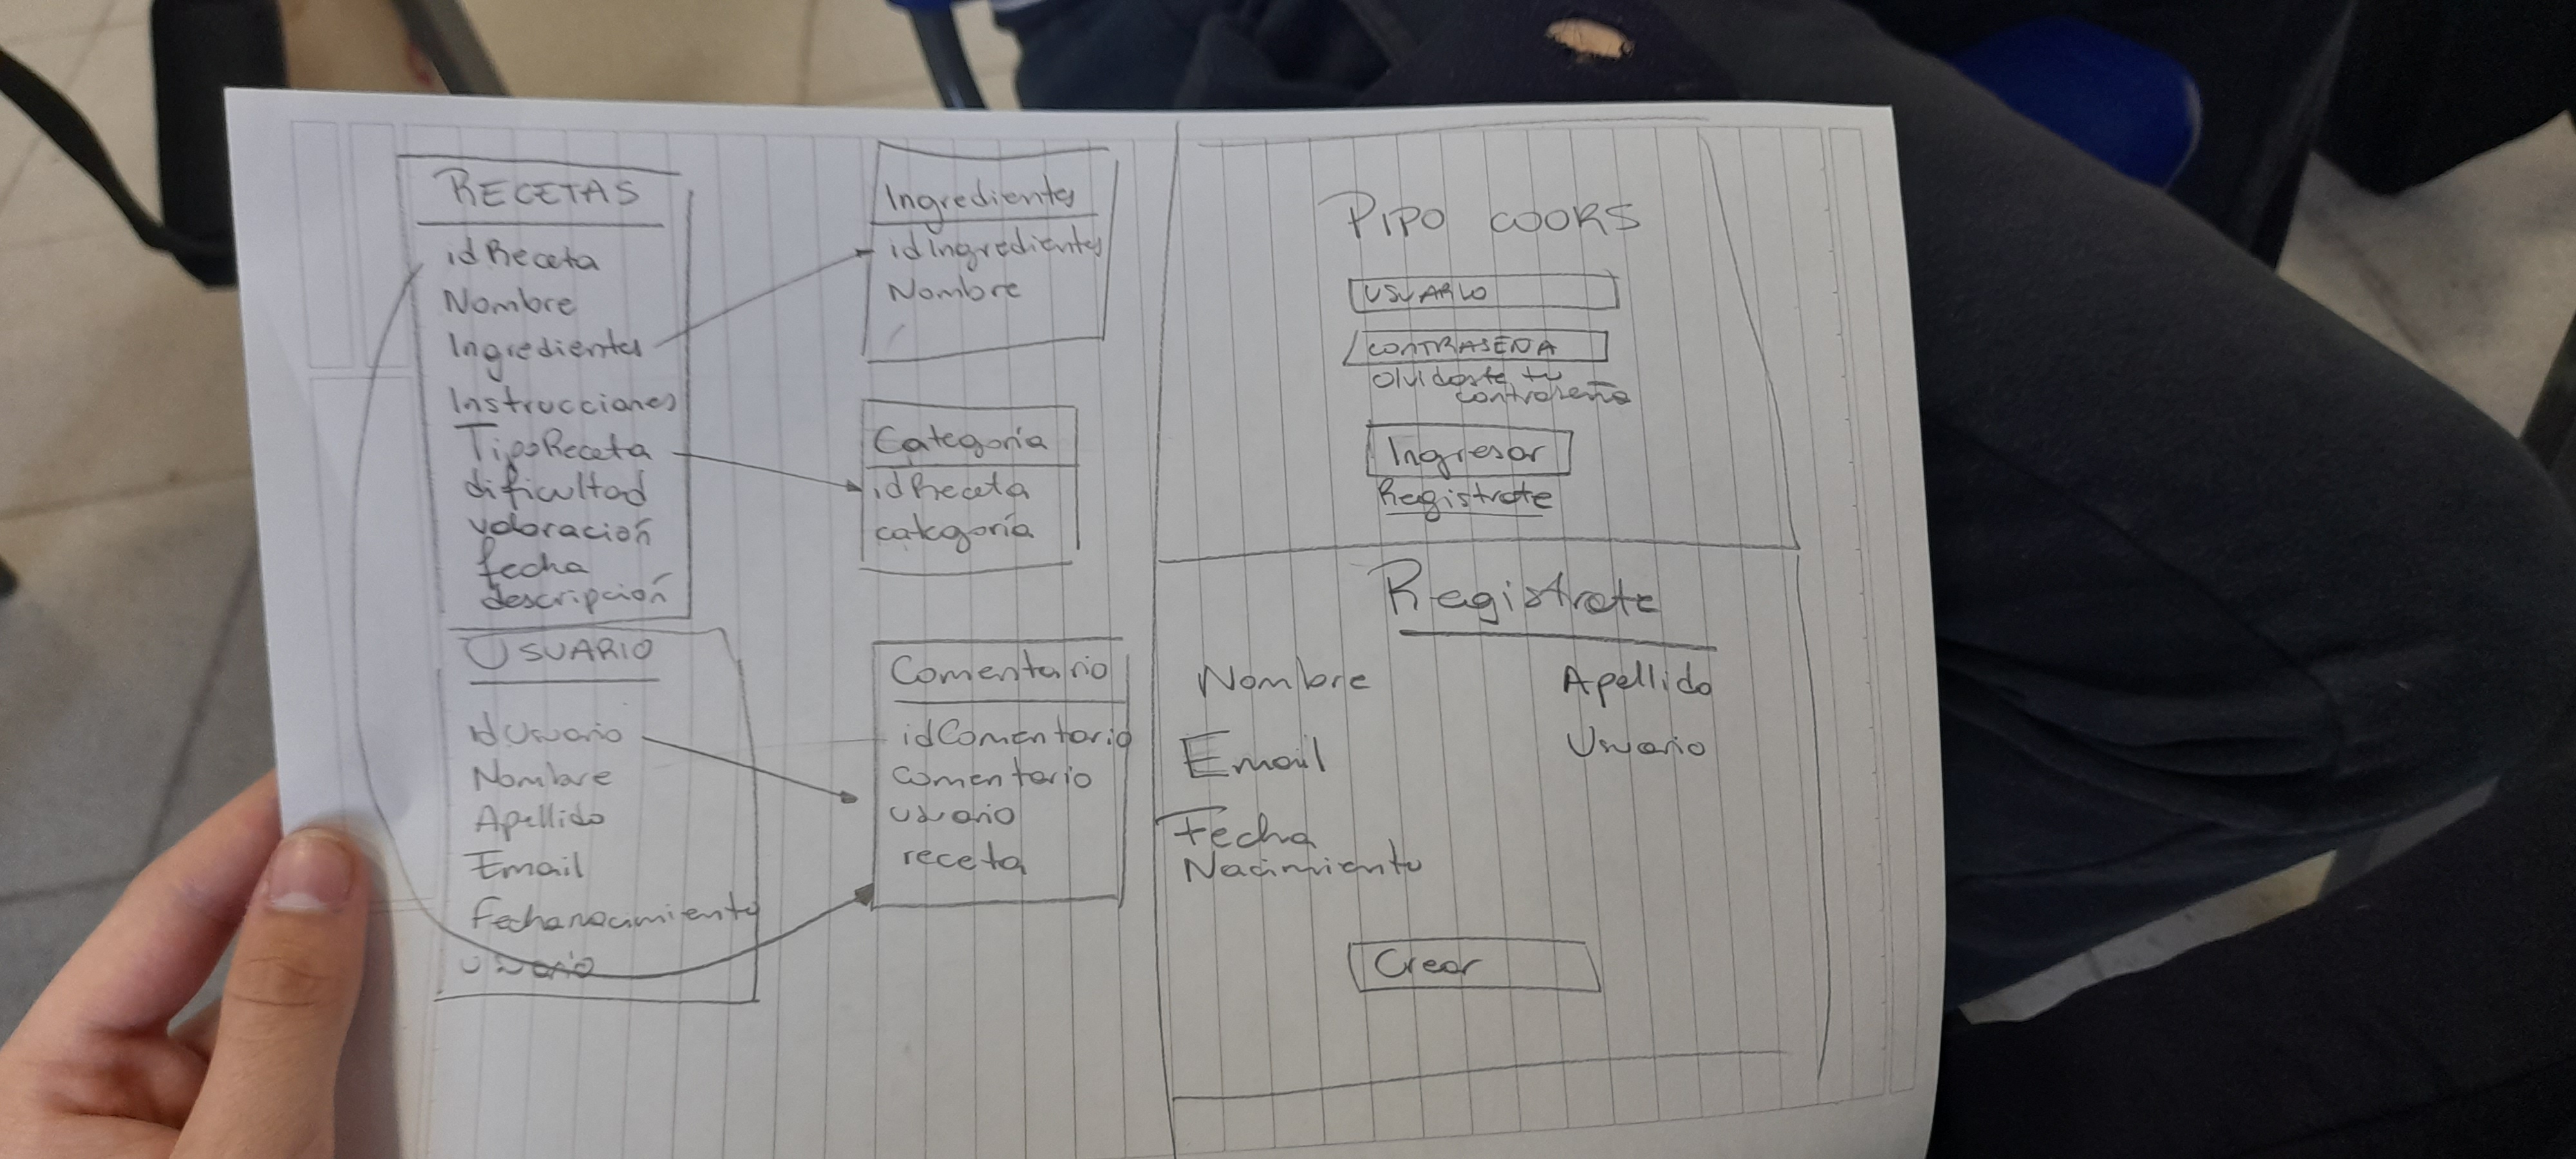 RECETAS
idReceta
Nombre
Ingredientes
Instrucciones
TipoReceta
dificultad
valoración
fecha
descripción
USUARIO
idUsuario
Nombre
Apellido
Email
Fechanacimiento
Usuario
Ingredientes
idIngredientes
Nombre
Categoría
idReceta
categoría
Comentario
idComentario
comentario
usuario
receta
PIPO COOKS
USUARIO
CONTRASEÑA
olvidaste tu
contraseña
Ingresar
Registrate
Registrate
Nombre Apellido
Email Usuario
Fecha
Nacimiento
Crear